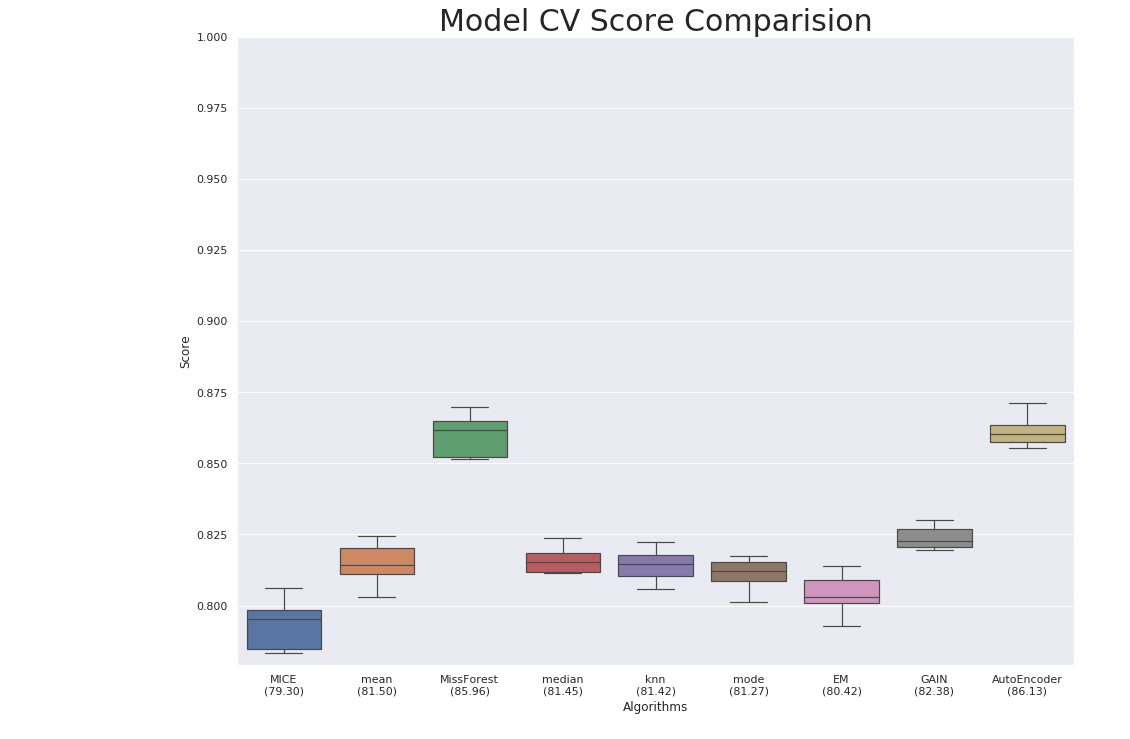 Model CV Score Comparision
1.000
0.975
0.950
0.925
0.900
0.875
0.850
0.825
0.800
Score
MICE
(79.30)
mean
(81.50)
MissForest
(85.96)
median
(81.45)
knn
(81.42)
mode
(81.27)
EM
(80.42)
GAIN
(82.38)
AutoEncoder
(86.13)
Algorithms